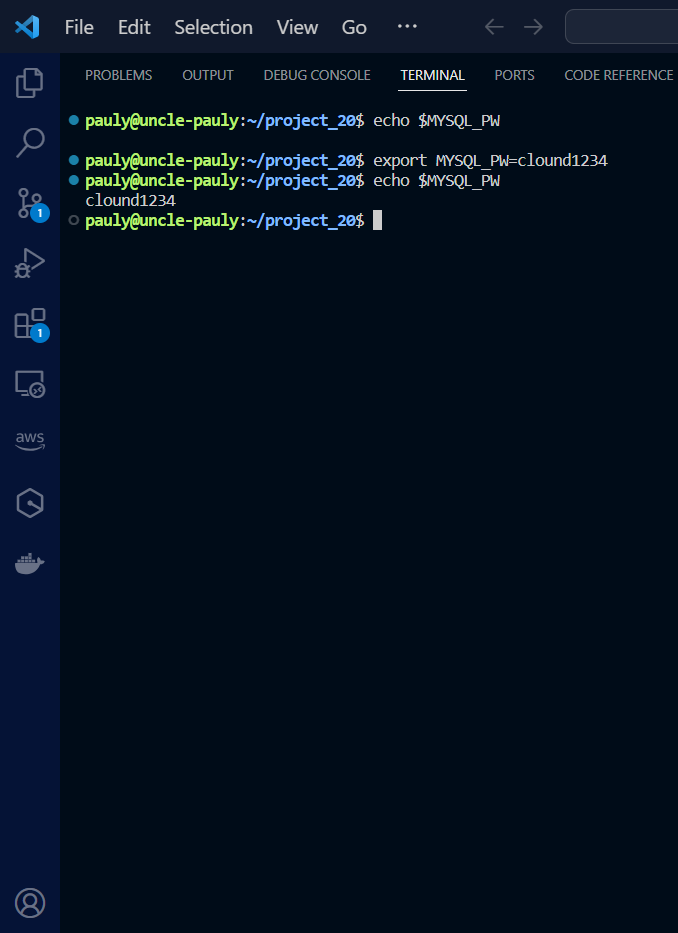 File Edit Selection View Go ···
PROBLEMS OUTPUT DEBUG CONSOLE TERMINAL PORTS CODE REFERENCE
pauly@uncle-pauly:~/project_20$ echo $MYSQL_PW
pauly@uncle-pauly:~/project_20$ export MYSQL_PW=clound1234
pauly@uncle-pauly:~/project_20$ echo $MYSQL_PW
clound1234
pauly@uncle-pauly:~/project_20$
1
1
aws